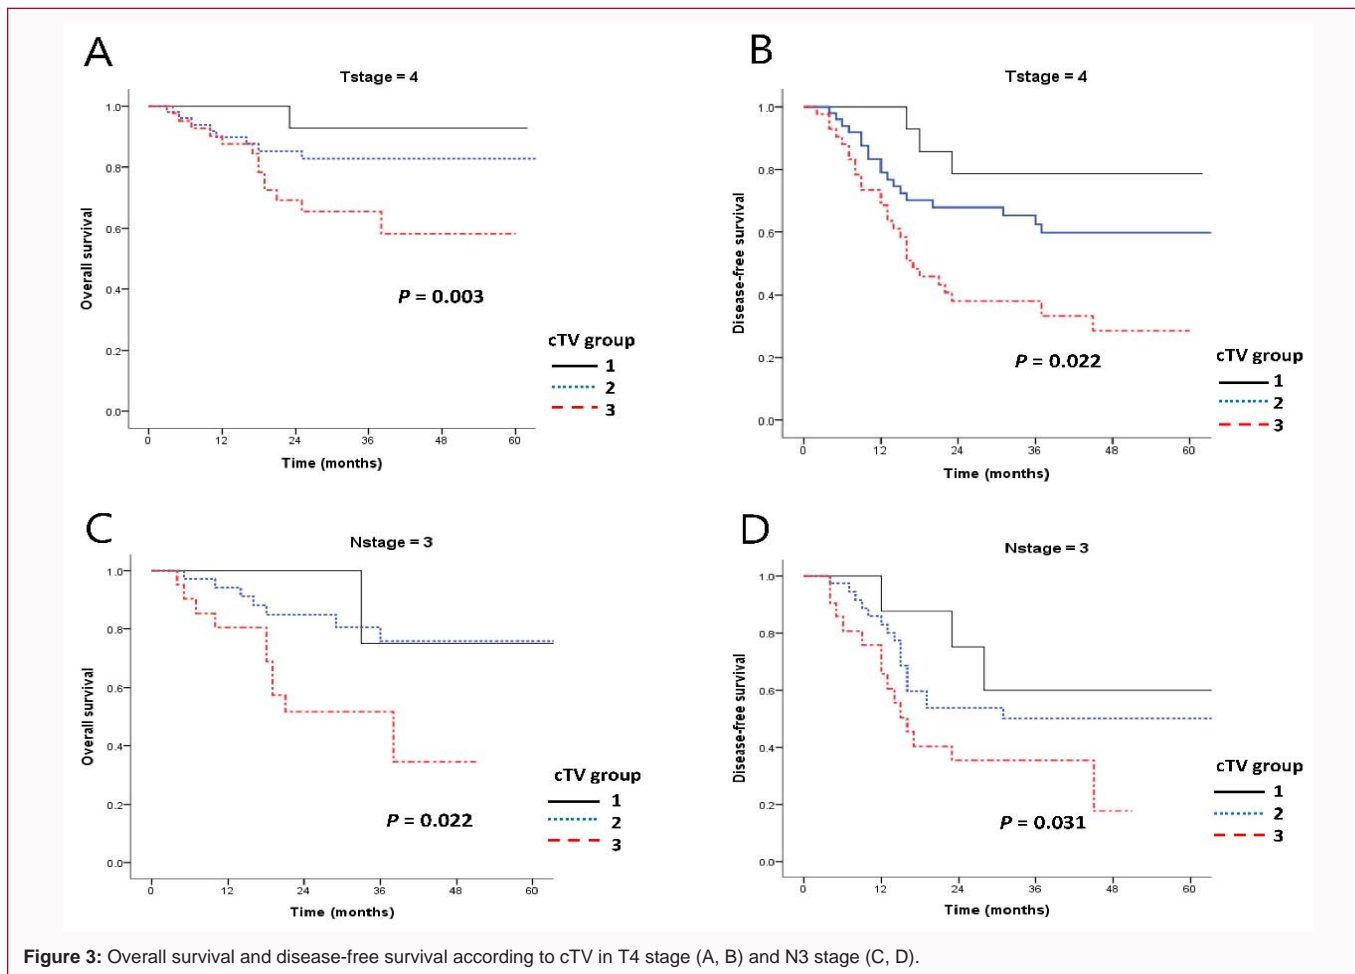 A
Tstage = 4
Overall survival
1.0
0.8
0.6
0.4
0.2
0.0
0 12 24 36 48 60
Time (months)
P = 0.003
cTV group
1
2
3
B
Tstage = 4
Disease-free survival
1.0
0.8
0.6
0.4
0.2
0.0
0 12 24 36 48 60
Time (months)
P = 0.022
cTV group
1
2
3
C
Nstage = 3
Overall survival
1.0
0.8
0.6
0.4
0.2
0.0
0 12 24 36 48 60
Time (months)
P = 0.022
cTV group
1
2
3
D
Nstage = 3
Disease-free survival
1.0
0.8
0.6
0.4
0.2
0.0
0 12 24 36 48 60
Time (months)
P = 0.031
cTV group
1
2
3
Figure 3: Overall survival and disease-free survival according to cTV in T4 stage (A, B) and N3 stage (C, D).